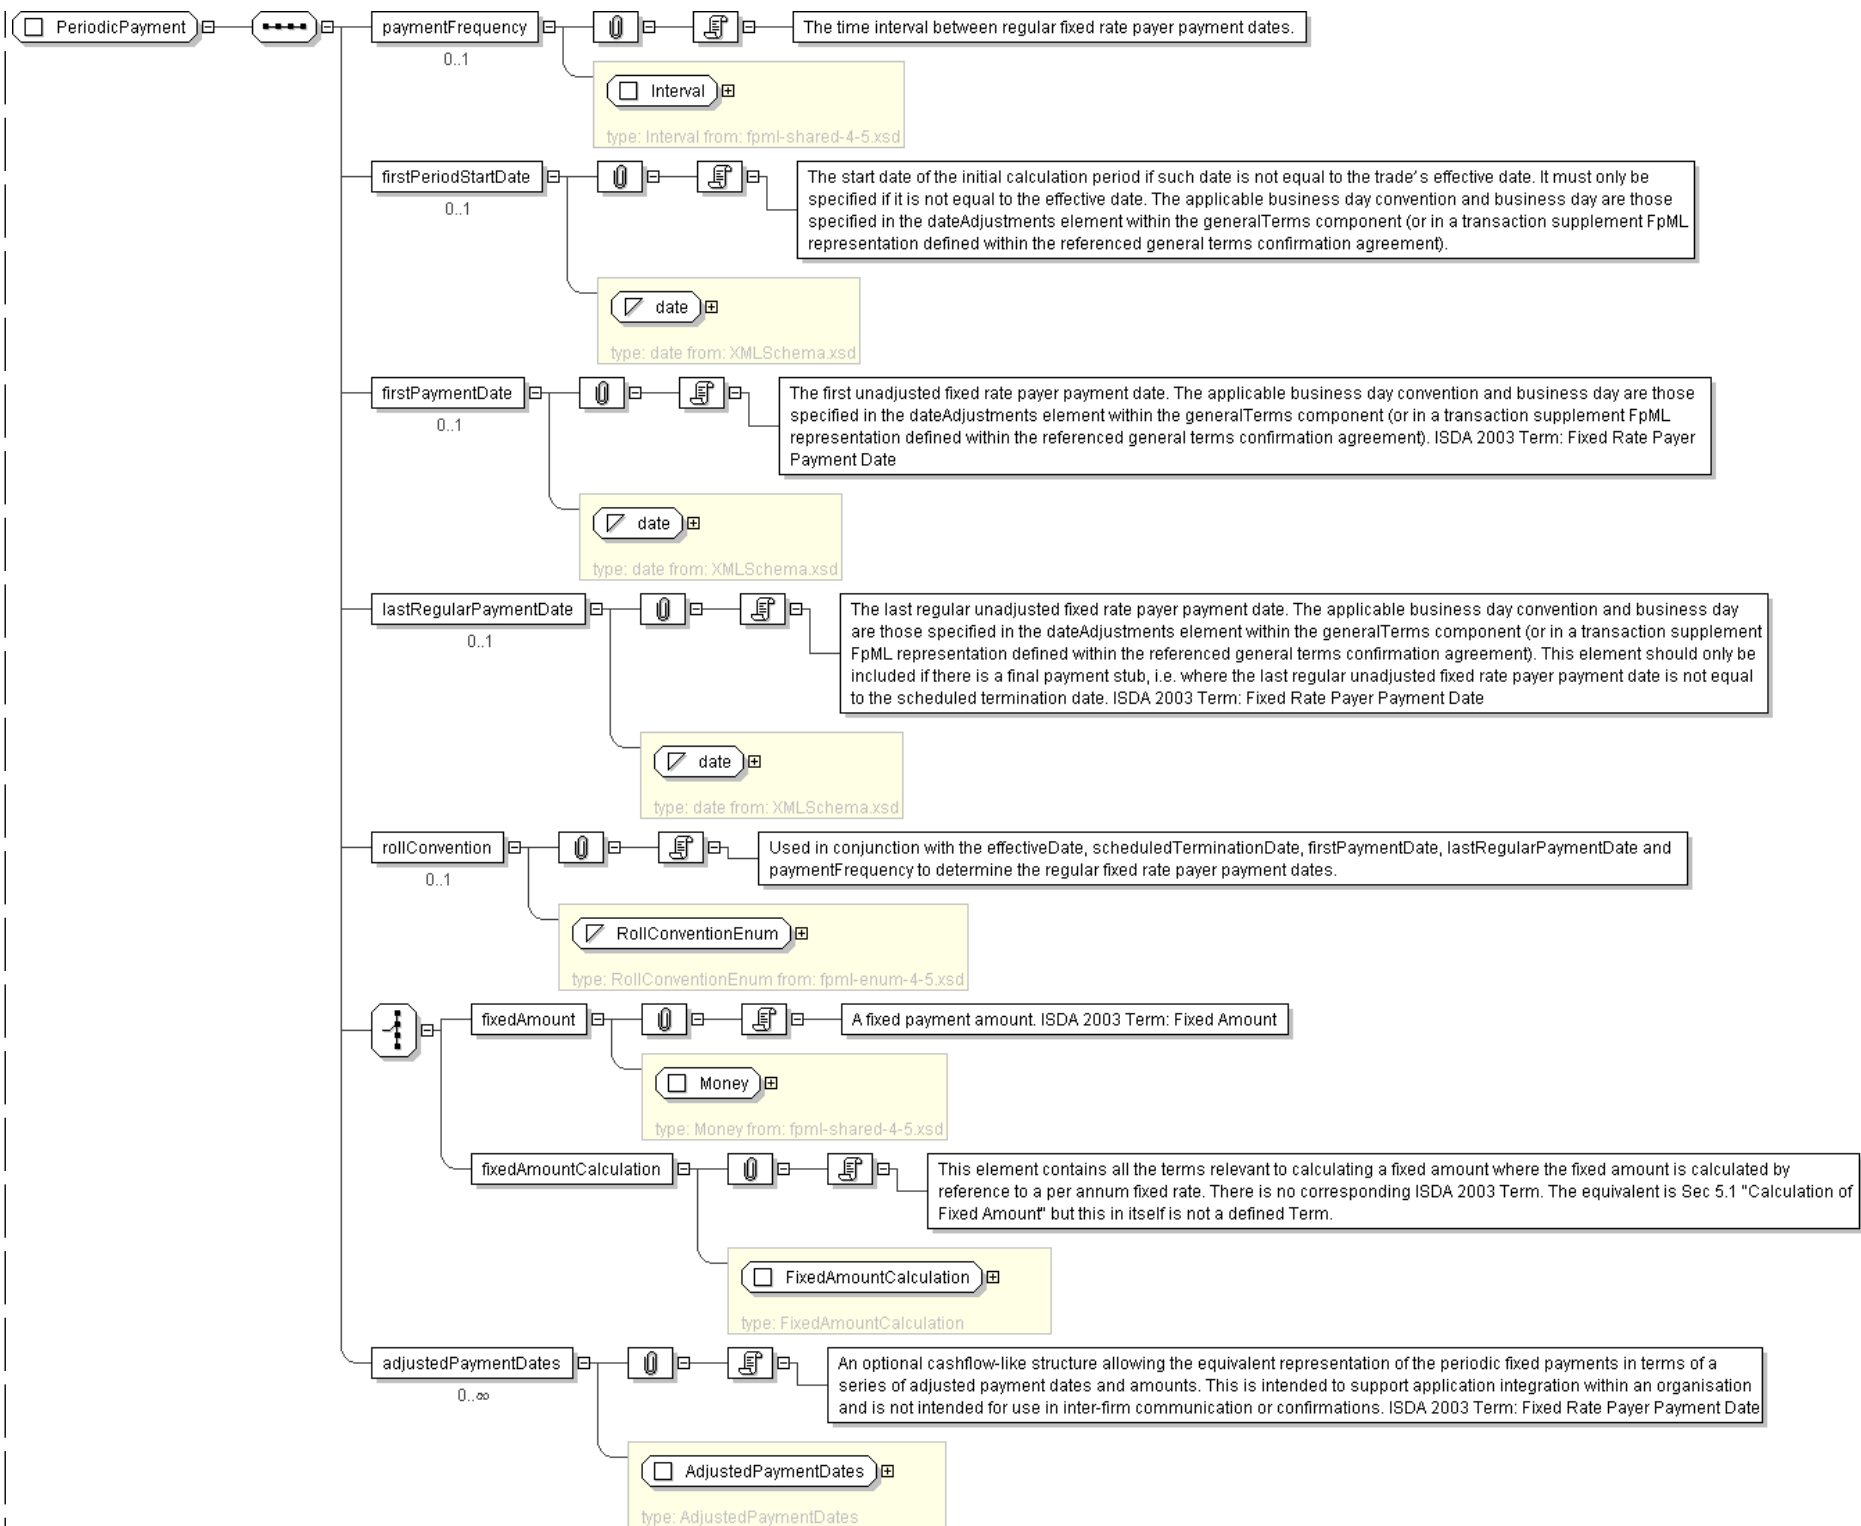 PeriodicPayment
paymentFrequency
0..1
The time interval between regular fixed rate payer payment dates.
Interval
type: Interval from: fpml-shared-4-5.xsd
firstPeriodStartDate
0..1
The start date of the initial calculation period if such date is not equal to the trade's effective date. It must only be
specified if it is not equal to the effective date. The applicable business day convention and business day are those
specified in the dateAdjustments element within the generalTerms component (or in a transaction supplement FpML
representation defined within the referenced general terms confirmation agreement).
date
type: date from: XMLSchema.xsd
firstPaymentDate
0..1
The first unadjusted fixed rate payer payment date. The applicable business day convention and business day are those
specified in the dateAdjustments element within the generalTerms component (or in a transaction supplement FpML
representation defined within the referenced general terms confirmation agreement). ISDA 2003 Term: Fixed Rate Payer
Payment Date
date
type: date from: XMLSchema.xsd
lastRegularPaymentDate
0..1
The last regular unadjusted fixed rate payer payment date. The applicable business day convention and business day
are those specified in the dateAdjustments element within the generalTerms component (or in a transaction supplement
FpML representation defined within the referenced general terms confirmation agreement). This element should only be
included if there is a final payment stub, i.e. where the last regular unadjusted fixed rate payer payment date is not equal
to the scheduled termination date. ISDA 2003 Term: Fixed Rate Payer Payment Date
date
type: date from: XMLSchema.xsd
rollConvention
0..1
Used in conjunction with the effectiveDate, scheduledTerminationDate, firstPaymentDate, lastRegularPaymentDate and
paymentFrequency to determine the regular fixed rate payer payment dates.
RollConventionEnum
type: RollConventionEnum from: fpml-enum-4-5.xsd
fixedAmount
A fixed payment amount. ISDA 2003 Term: Fixed Amount
Money
type: Money from: fpml-shared-4-5.xsd
fixedAmountCalculation
This element contains all the terms relevant to calculating a fixed amount where the fixed amount is calculated by
reference to a per annum fixed rate. There is no corresponding ISDA 2003 Term. The equivalent is Sec 5.1 "Calculation of
Fixed Amount" but this in itself is not a defined Term.
FixedAmountCalculation
type: FixedAmountCalculation
adjustedPaymentDates
0..∞
An optional cashflow-like structure allowing the equivalent representation of the periodic fixed payments in terms of a
series of adjusted payment dates and amounts. This is intended to support application integration within an organisation
and is not intended for use in inter-firm communication or confirmations. ISDA 2003 Term: Fixed Rate Payer Payment Date
AdjustedPaymentDates
type: AdjustedPaymentDates